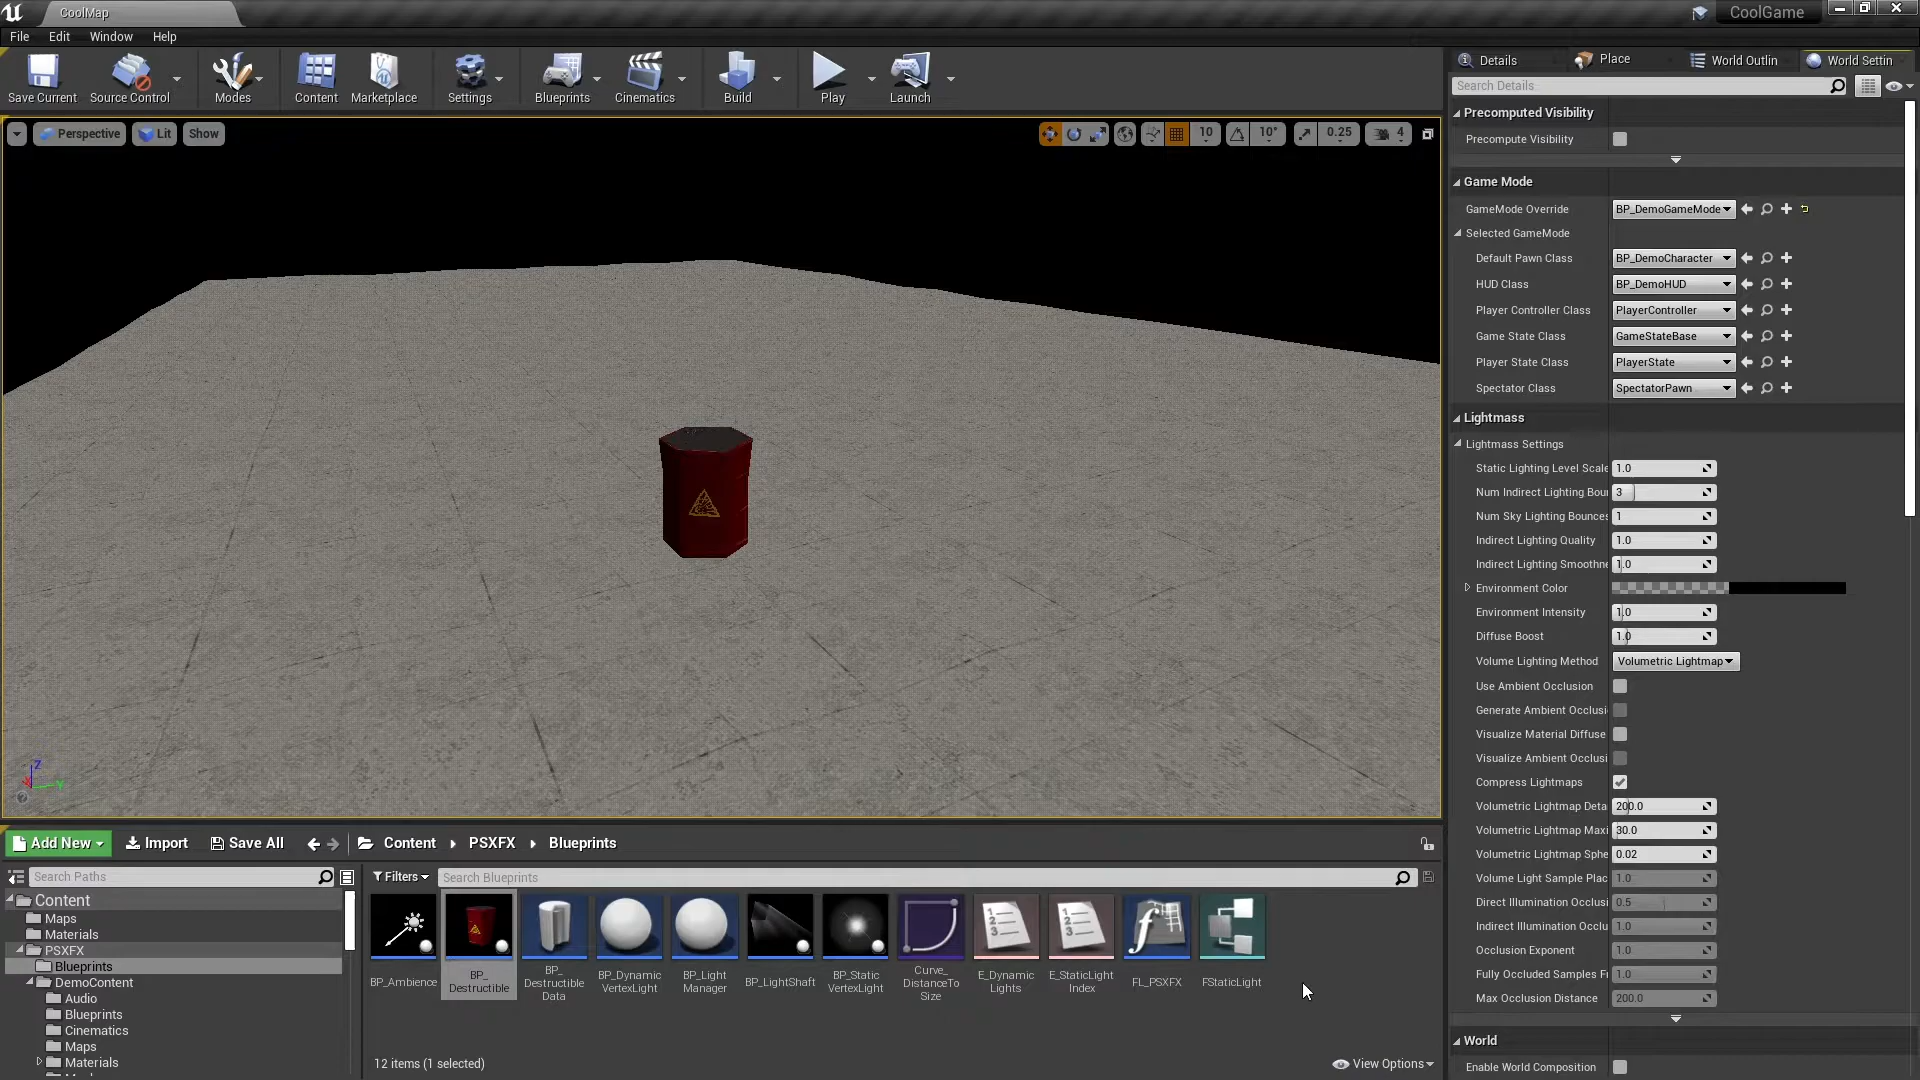 CoolMap
CoolGame
File Edit Window Help
Save Current Source Control Modes Content Marketplace Settings Blueprints Cinematics Build Play Launch
Perspective Lit Show
10 10° 0.25 4
Z
Y
Details Place World Outlin World Settin
Search Details
Precomputed Visibility
Precompute Visibility
Game Mode
GameMode Override BP_DemoGameMode
Selected GameMode
Default Pawn Class BP_DemoCharacter
HUD Class BP_DemoHUD
Player Controller Class PlayerController
Game State Class GameStateBase
Player State Class PlayerState
Spectator Class SpectatorPawn
Lightmass
Lightmass Settings
Static Lighting Level Scale 1.0
Num Indirect Lighting Bour 3
Num Sky Lighting Bounces 1
Indirect Lighting Quality 1.0
Indirect Lighting Smoothne 1.0
Environment Color
Environment Intensity 1.0
Diffuse Boost 1.0
Volume Lighting Method Volumetric Lightmap
Use Ambient Occlusion
Generate Ambient Occlusi
Visualize Material Diffuse
Visualize Ambient Occlusi
Compress Lightmaps
Volumetric Lightmap Deta 200.0
Volumetric Lightmap Maxi 30.0
Volumetric Lightmap Sphe 0.02
Volume Light Sample Plac 1.0
Direct Illumination Occlusi 0.5
Indirect Illumination Occlu 1.0
Occlusion Exponent 1.0
Fully Occluded Samples Fr 1.0
Max Occlusion Distance 200.0
World
Enable World Composition
Add New Import Save All Content PSXFX Blueprints
Search Paths
Content
Maps
Materials
PSXFX
Blueprints
DemoContent
Audio
Blueprints
Cinematics
Maps
Materials
Filters Search Blueprints
BP_Ambience
BP_
Destructible
BP_
Destructible
Data
BP_Dynamic
VertexLight
BP_Light
Manager
BP_LightShaft
BP_Static
VertexLight
Curve_
DistanceTo
Size
E_Dynamic
Lights
E_StaticLight
Index
FL_PSXFX
FStaticLight
12 items (1 selected)
View Options